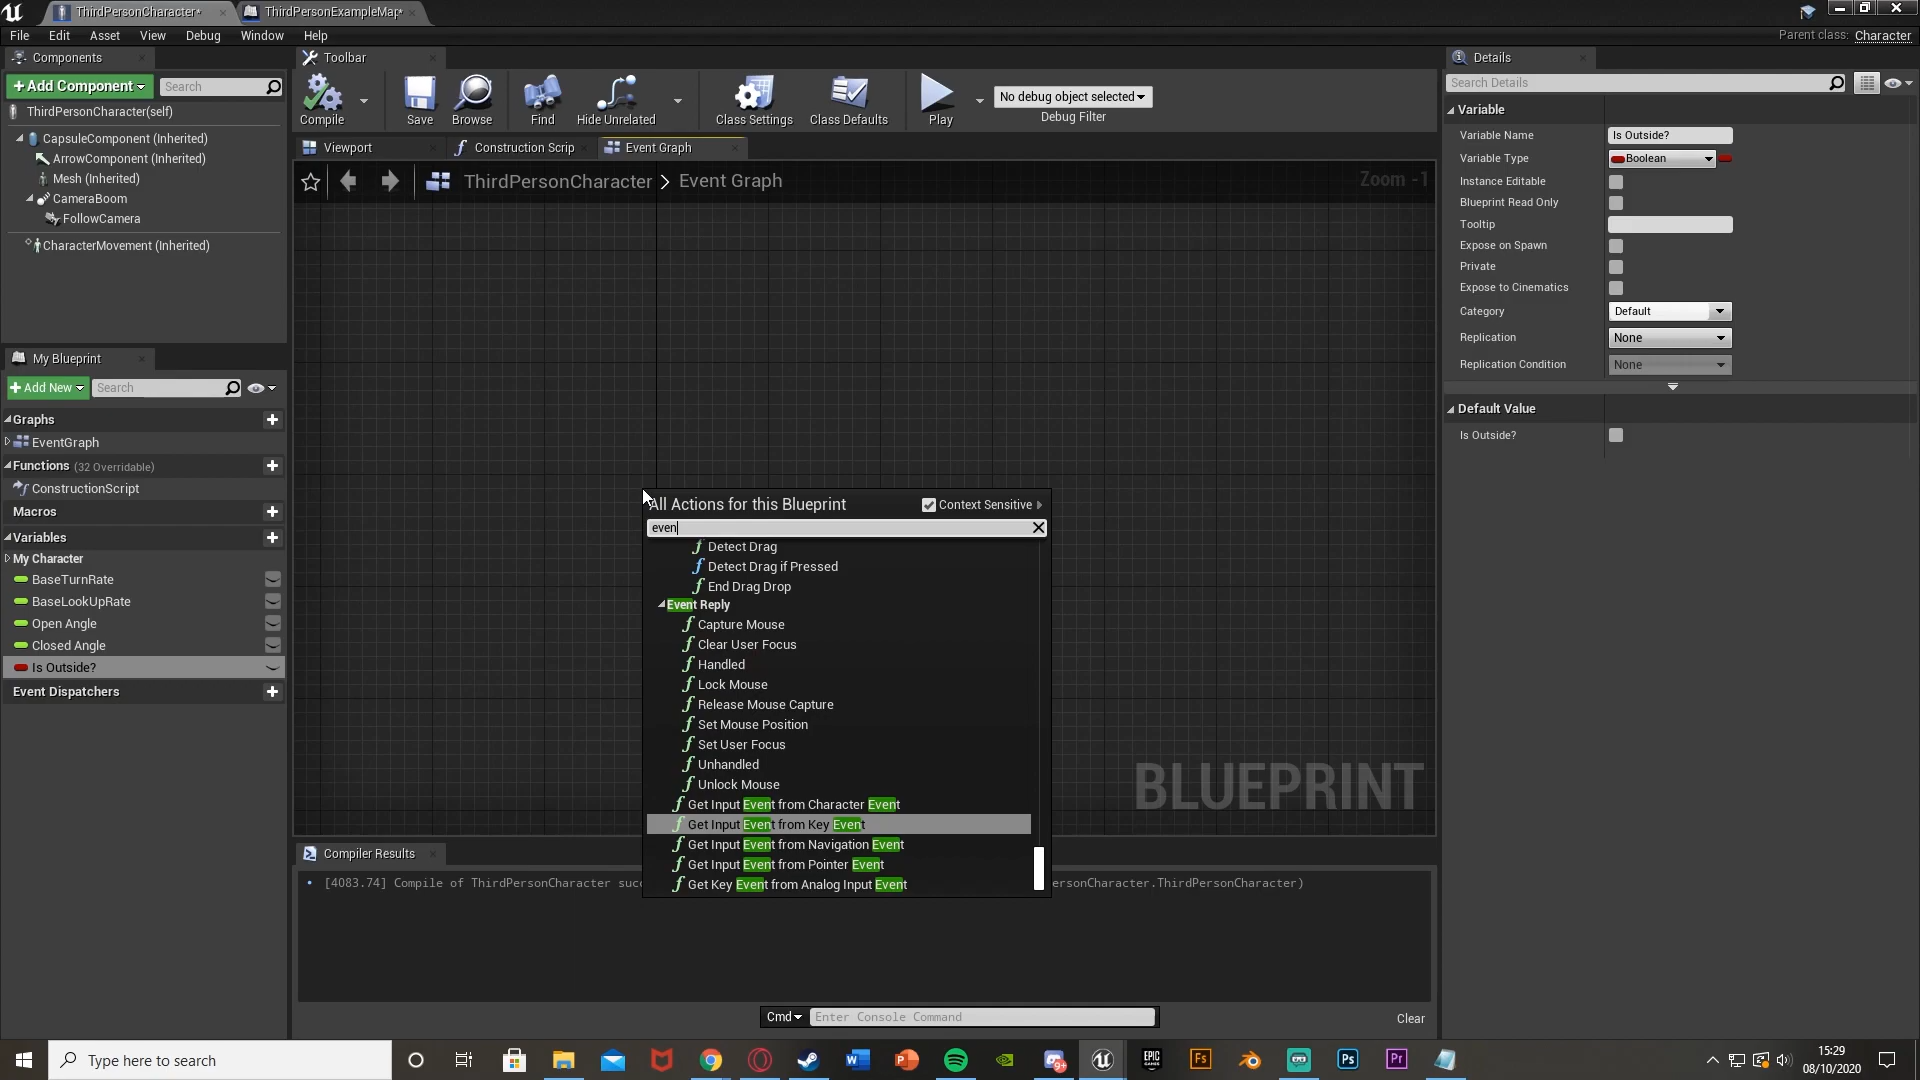 ThirdPersonCharacter*
ThirdPersonExampleMap*
File Edit Asset View Debug Window Help
Parent class: Character
Components
Toolbar
Details
+Add Component
Search
Compile
Save
Browse
Find
Hide Unrelated
Class Settings
Class Defaults
Play
No debug object selected
Debug Filter
Search Details
ThirdPersonCharacter(self)
CapsuleComponent (Inherited)
ArrowComponent (Inherited)
Mesh (Inherited)
CameraBoom
FollowCamera
CharacterMovement (Inherited)
Viewport
Construction Scrip
Event Graph
ThirdPersonCharacter > Event Graph
Zoom -1
Variable
Variable Name
Is Outside?
Variable Type
Boolean
Instance Editable
Blueprint Read Only
Tooltip
Expose on Spawn
Private
Expose to Cinematics
Category
Default
Replication
None
Replication Condition
None
Default Value
Is Outside?
My Blueprint
+Add New
Search
Graphs
EventGraph
Functions (32 Overridable)
ConstructionScript
Macros
Variables
My Character
BaseTurnRate
BaseLookUpRate
Open Angle
Closed Angle
Is Outside?
Event Dispatchers
All Actions for this Blueprint
Context Sensitive
even
Detect Drag
Detect Drag if Pressed
End Drag Drop
Event Reply
Capture Mouse
Clear User Focus
Handled
Lock Mouse
Release Mouse Capture
Set Mouse Position
Set User Focus
Unhandled
Unlock Mouse
Get Input Event from Character Event
Get Input Event from Key Event
Get Input Event from Navigation Event
Get Input Event from Pointer Event
Get Key Event from Analog Input Event
BLUEPRINT
Compiler Results
[4083.74] Compile of ThirdPersonCharacter succ
ersonCharacter.ThirdPersonCharacter)
Cmd
Enter Console Command
Clear
Type here to search
9+
EPIC GAMES
Fs
Ps
Pr
15:29
08/10/2020